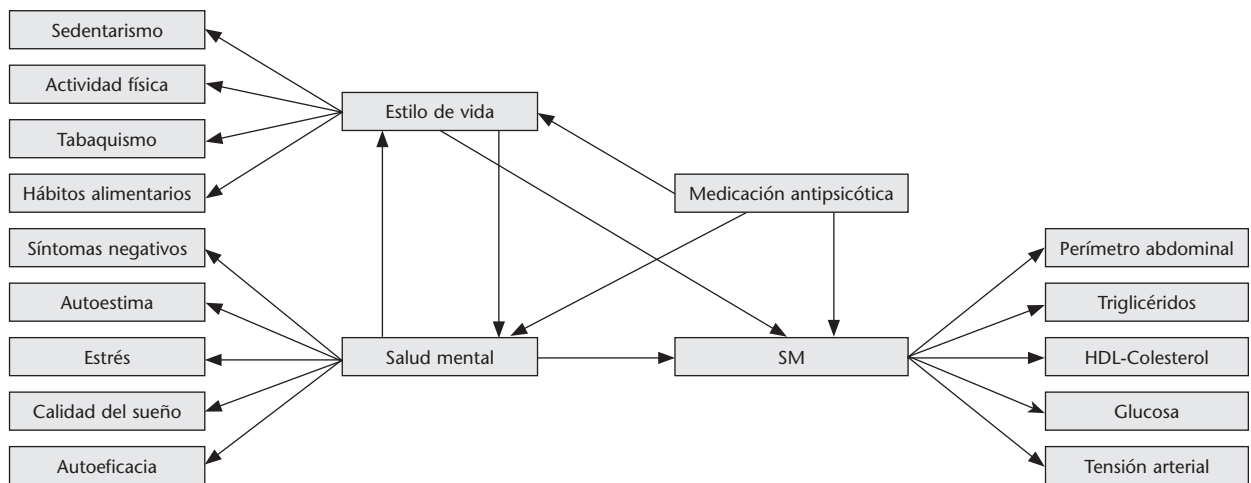 Sedentarismo
Actividad física
Tabaquismo
Hábitos alimentarios
Síntomas negativos
Autoestima
Estrés
Calidad del sueño
Autoeficacia
Estilo de vida
Salud mental
Medicación antipsicótica
SM
Perímetro abdominal
Triglicéridos
HDL-Colesterol
Glucosa
Tensión arterial